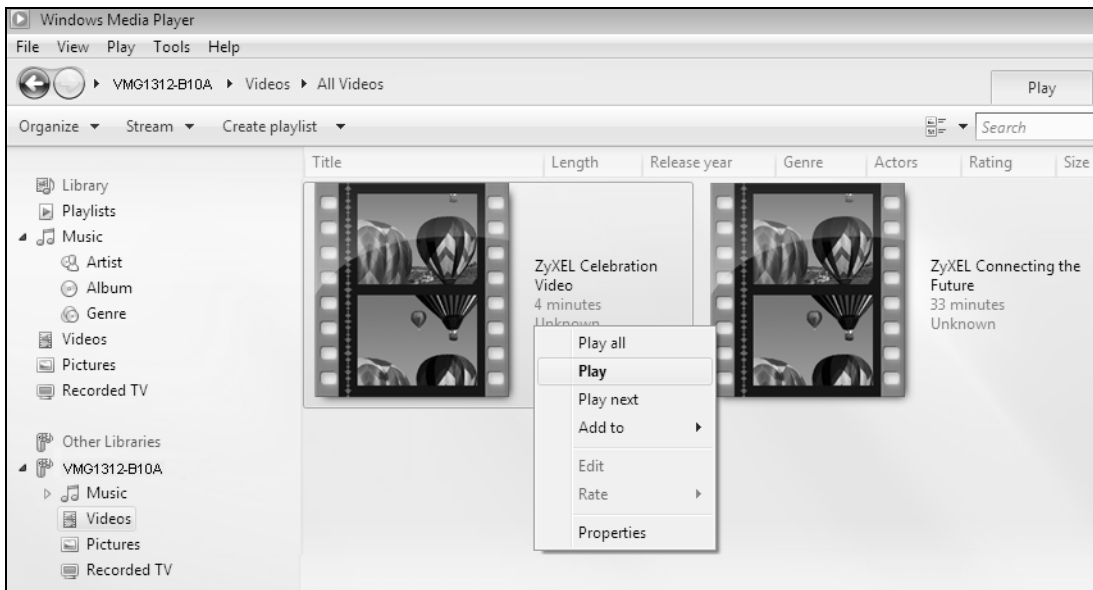 Windows Media Player
File View Play Tools Help
VMG1312-B10A Videos All Videos
Play
Organize Stream Create playlist
Search
Title Length Release year Genre Actors Rating Size
Library
Playlists
Music
Artist
Album
Genre
Videos
Pictures
Recorded TV
Other Libraries
VMG1312-B10A
Music
Videos
Pictures
Recorded TV
ZyXEL Celebration
Video
4 minutes
Unknown
ZyXEL Connecting the
Future
33 minutes
Unknown
Play all
Play
Play next
Add to
Edit
Rate
Properties